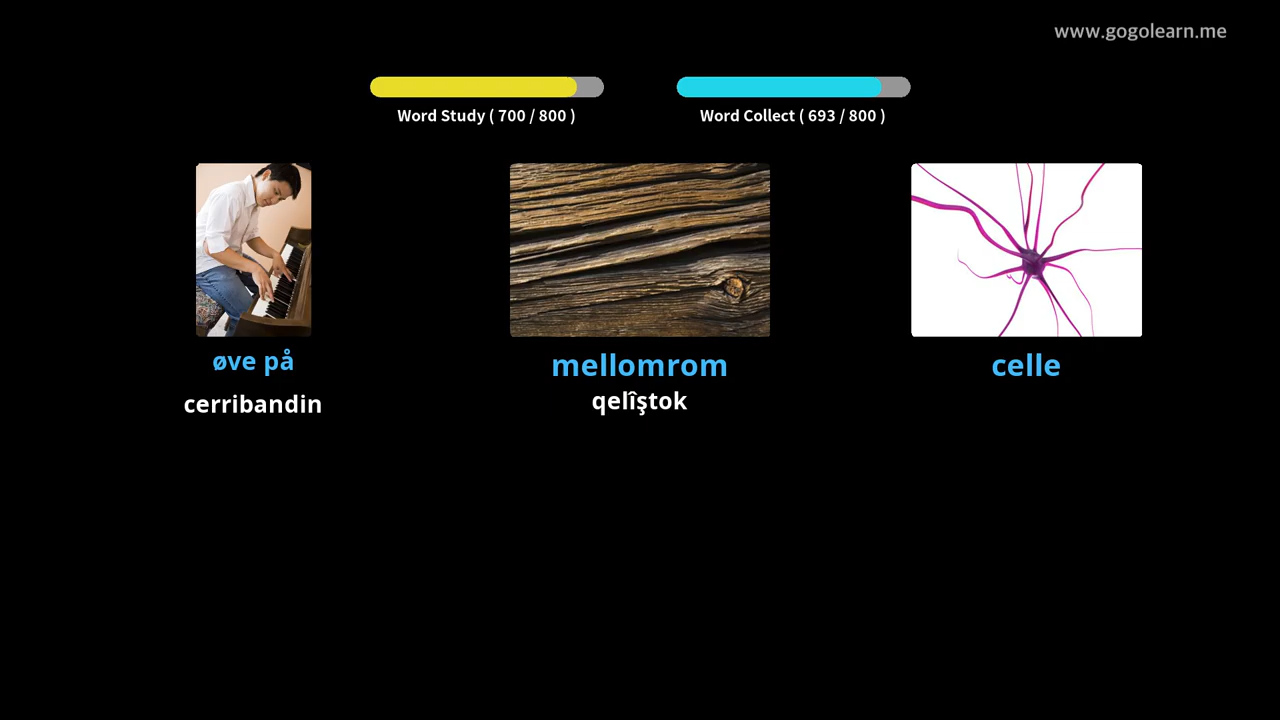 www.gogolearn.me
Word Study ( 700 / 800 )
Word Collect ( 693 / 800 )
øve på
mellomrom
celle
cerribandin
qelîştok